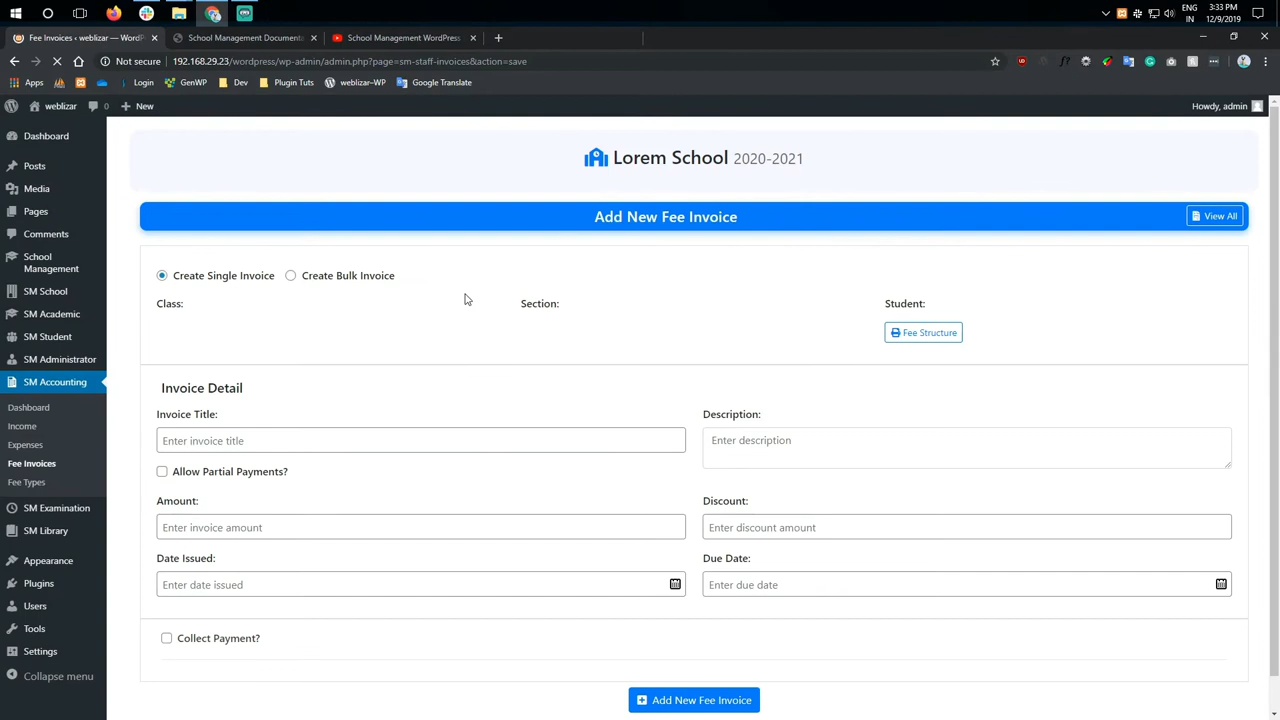 ENG 3:33 PM
IN 12/9/2019
Fee Invoices ‹ weblizar — WordP
School Management Documenta
School Management WordPress
Not secure 192.168.29.23/wordpress/wp-admin/admin.php?page=sm-staff-invoices&action=save
Apps Login GenWP Dev Plugin Tuts weblizar-WP Google Translate
weblizar 0 New Howdy, admin
Dashboard
Posts
Media
Pages
Comments
School
Management
SM School
SM Academic
SM Student
SM Administrator
SM Accounting
Dashboard
Income
Expenses
Fee Invoices
Fee Types
SM Examination
SM Library
Appearance
Plugins
Users
Tools
Settings
Collapse menu
Lorem School 2020-2021
Add New Fee Invoice View All
Create Single Invoice Create Bulk Invoice
Class: Section: Student:
Fee Structure
Invoice Detail
Invoice Title: Description:
Enter invoice title Enter description
Allow Partial Payments?
Amount: Discount:
Enter invoice amount Enter discount amount
Date Issued: Due Date:
Enter date issued Enter due date
Collect Payment?
Add New Fee Invoice